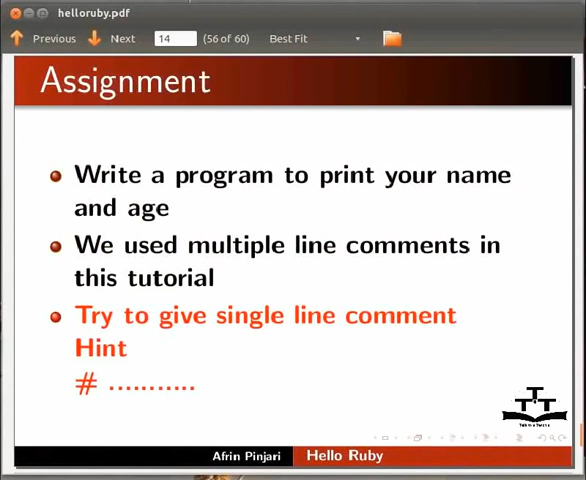 helloruby.pdf
Previous Next 14 (56 of 60) Best Fit
Assignment
Write a program to print your name
and age
We used multiple line comments in
this tutorial
Try to give single line comment
Hint
# ...........
Afrin Pinjari Hello Ruby